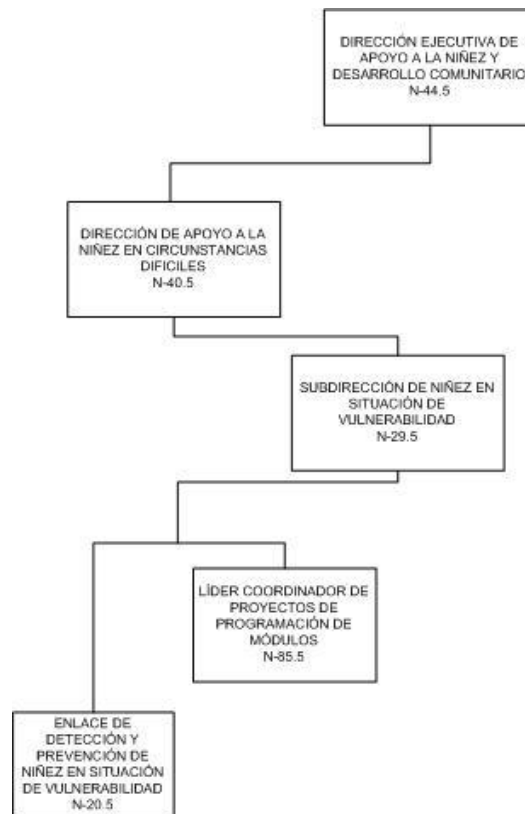 DIRECCIÓN EJECUTIVA DE
APOYO A LA NIÑEZ Y
DESARROLLO COMUNITARIO
N-44.5
DIRECCIÓN DE APOYO A LA
NIÑEZ EN CIRCUNSTANCIAS
DIFICILES
N-40.5
SUBDIRECCIÓN DE NIÑEZ EN
SITUACIÓN DE
VULNERABILIDAD
N-29.5
LÍDER COORDINADOR DE
PROYECTOS DE
PROGRAMACIÓN DE
MÓDULOS
N-85.5
ENLACE DE
DETECCIÓN Y
PREVENCIÓN DE
NIÑEZ EN SITUACIÓN
DE VULNERABILIDAD
N-20.5